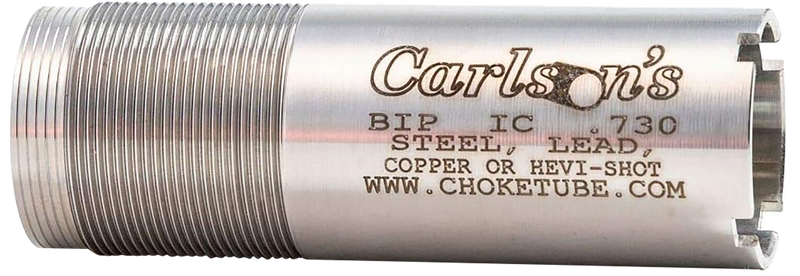 Carlson's
BIP IC .730
STEEL, LEAD,
COPPER OR HEVI-SHOT
WWW.CHOKETUBE.COM